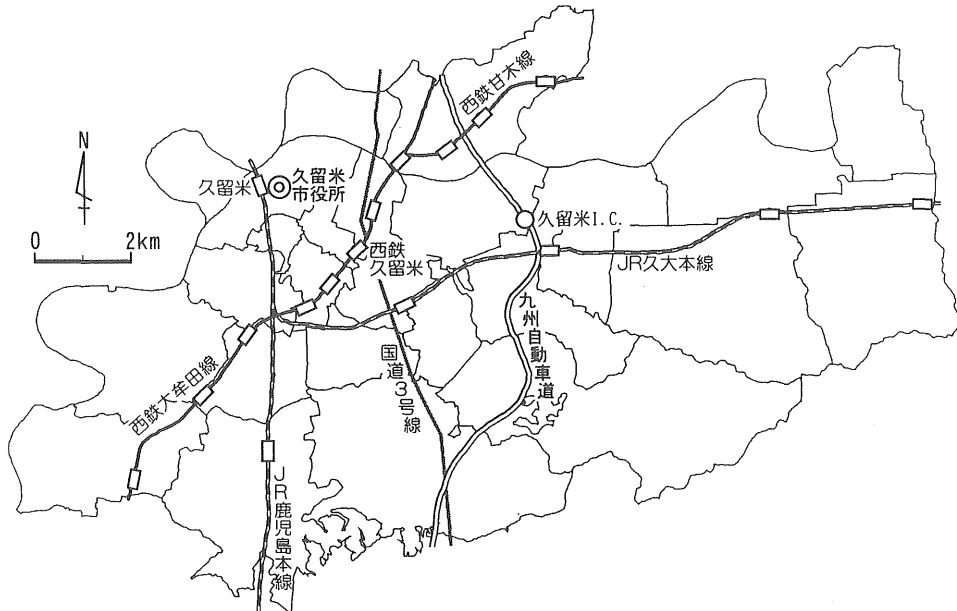 西鉄甘木線
N
久留米
久留米
市役所
0 2km
久留米I.C.
西鉄
久留米
JR久大本線
九州自動車道
国道3号線
西鉄大牟田線
JR鹿児島本線